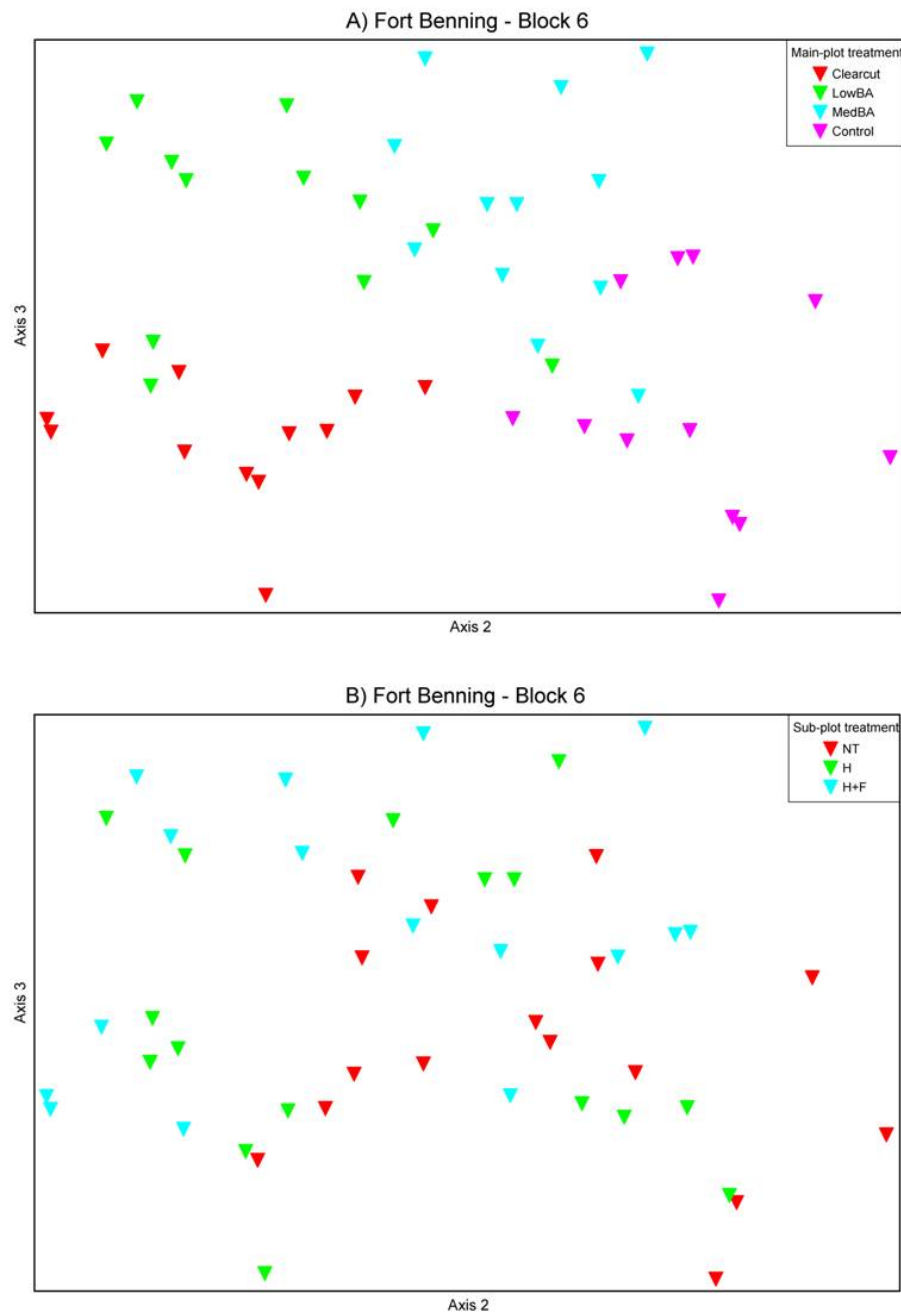 A) Fort Benning - Block 6
Main-plot treatment
Clearcut
LowBA
MedBA
Control
Axis 3
Axis 2
B) Fort Benning - Block 6
Sub-plot treatment
NT
H
H+F
Axis 3
Axis 2